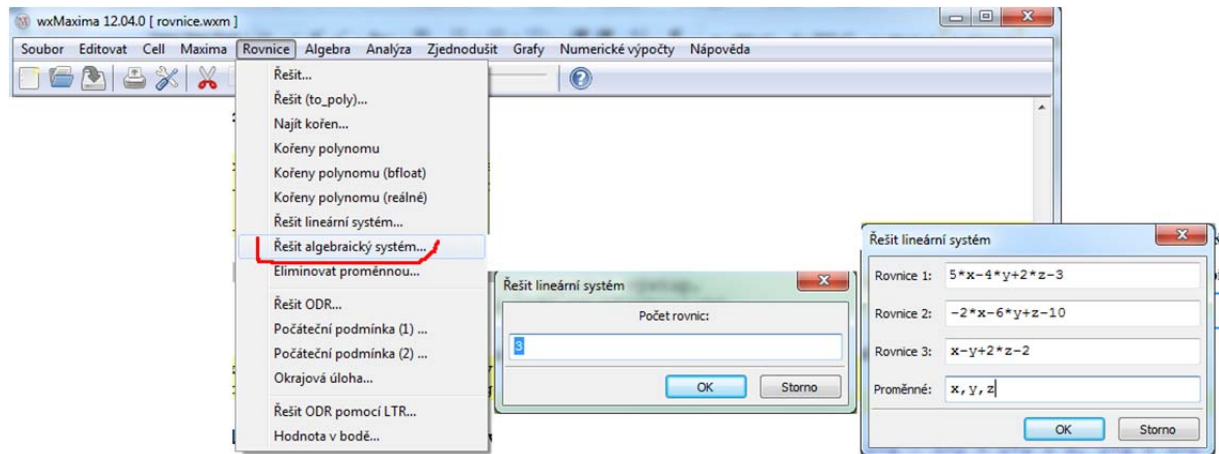 wxMaxima 12.04.0 [ rovnice.wxm ]
Soubor Editovat Cell Maxima Rovnice Algebra Analýza Zjednodušit Grafy Numerické výpočty Nápověda
Řešit...
Řešit (to_poly)...
Najít kořen...
Kořeny polynomu
Kořeny polynomu (bfloat)
Kořeny polynomu (reálné)
Řešit lineární systém...
Řešit algebraický systém...
Eliminovat proměnnou...
Řešit ODR...
Počáteční podmínka (1) ...
Počáteční podmínka (2) ...
Okrajová úloha...
Řešit ODR pomocí LTR...
Hodnota v bodě...
Řešit lineární systém
Počet rovnic:
3
OK Storno
Řešit lineární systém
Rovnice 1: 5*x-4*y+2*z-3
Rovnice 2: -2*x-6*y+z-10
Rovnice 3: x-y+2*z-2
Proměnné: x,y,z
OK Storno